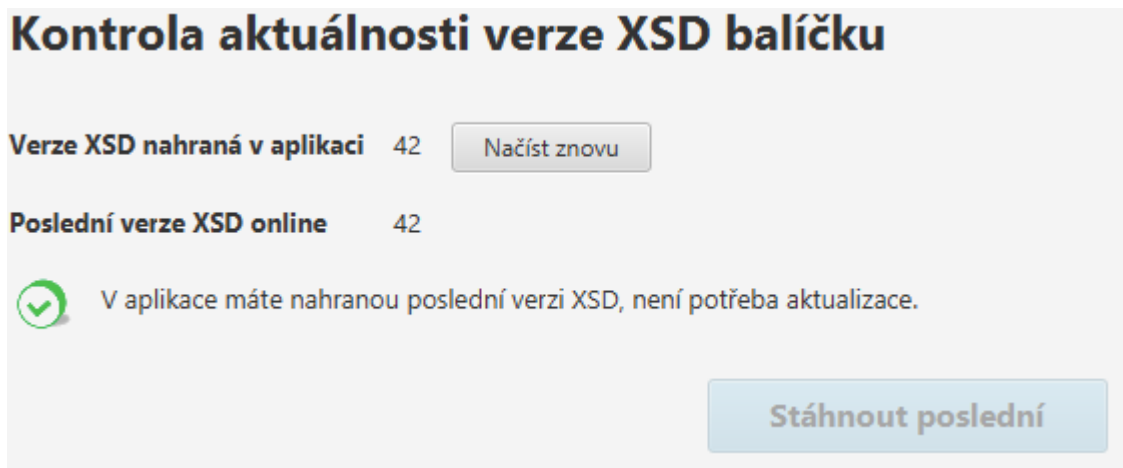 Kontrola aktuálnosti verze XSD balíčku
Verze XSD nahraná v aplikaci 42 Načíst znovu
Poslední verze XSD online 42
V aplikace máte nahranou poslední verzi XSD, není potřeba aktualizace.
Stáhnout poslední